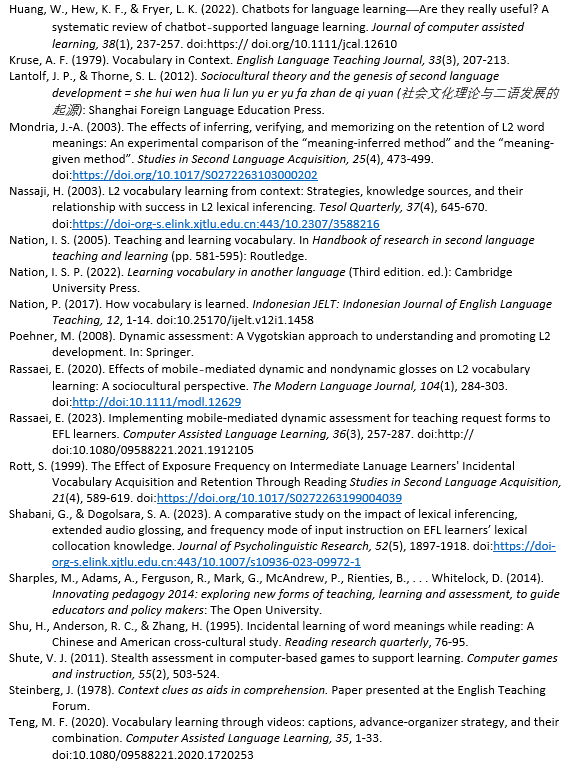 Huang, W., Hew, K. F., & Fryer, L. K. (2022). Chatbots for language learning—Are they really useful? A
systematic review of chatbot‐supported language learning. Journal of computer assisted
learning, 38(1), 237-257. doi:https:// doi.org/10.1111/jcal.12610
Kruse, A. F. (1979). Vocabulary in Context. English Language Teaching Journal, 33(3), 207-213.
Lantolf, J. P., & Thorne, S. L. (2012). Sociocultural theory and the genesis of second language
development = she hui wen hua li lun yu er yu fa zhan de qi yuan (社会文化理论与二语发展的
起源): Shanghai Foreign Language Education Press.
Mondria, J.-A. (2003). The effects of inferring, verifying, and memorizing on the retention of L2 word
meanings: An experimental comparison of the “meaning-inferred method” and the “meaning-
given method”. Studies in Second Language Acquisition, 25(4), 473-499.
doi:https://doi.org/10.1017/S0272263103000202
Nassaji, H. (2003). L2 vocabulary learning from context: Strategies, knowledge sources, and their
relationship with success in L2 lexical inferencing. Tesol Quarterly, 37(4), 645-670.
doi:https://doi-org-s.elink.xjtlu.edu.cn:443/10.2307/3588216
Nation, I. S. (2005). Teaching and learning vocabulary. In Handbook of research in second language
teaching and learning (pp. 581-595): Routledge.
Nation, I. S. P. (2022). Learning vocabulary in another language (Third edition. ed.): Cambridge
University Press.
Nation, P. (2017). How vocabulary is learned. Indonesian JELT: Indonesian Journal of English Language
Teaching, 12, 1-14. doi:10.25170/ijelt.v12i1.1458
Poehner, M. (2008). Dynamic assessment: A Vygotskian approach to understanding and promoting L2
development. In: Springer.
Rassaei, E. (2020). Effects of mobile‐mediated dynamic and nondynamic glosses on L2 vocabulary
learning: A sociocultural perspective. The Modern Language Journal, 104(1), 284-303.
doi:http://doi:10.1111/modl.12629
Rassaei, E. (2023). Implementing mobile-mediated dynamic assessment for teaching request forms to
EFL learners. Computer Assisted Language Learning, 36(3), 257-287. doi:http://
doi:10.1080/09588221.2021.1912105
Rott, S. (1999). The Effect of Exposure Frequency on Intermediate Lanuage Learners' Incidental
Vocabulary Acquisition and Retention Through Reading Studies in Second Language Acquisition,
21(4), 589-619. doi:https://doi.org/10.1017/S0272263199004039
Shabani, G., & Dogolsara, S. A. (2023). A comparative study on the impact of lexical inferencing,
extended audio glossing, and frequency mode of input instruction on EFL learners’ lexical
collocation knowledge. Journal of Psycholinguistic Research, 52(5), 1897-1918. doi:https://doi-
org-s.elink.xjtlu.edu.cn:443/10.1007/s10936-023-09972-1
Sharples, M., Adams, A., Ferguson, R., Mark, G., McAndrew, P., Rienties, B., . . . Whitelock, D. (2014).
Innovating pedagogy 2014: exploring new forms of teaching, learning and assessment, to guide
educators and policy makers: The Open University.
Shu, H., Anderson, R. C., & Zhang, H. (1995). Incidental learning of word meanings while reading: A
Chinese and American cross-cultural study. Reading research quarterly, 76-95.
Shute, V. J. (2011). Stealth assessment in computer-based games to support learning. Computer games
and instruction, 55(2), 503-524.
Steinberg, J. (1978). Context clues as aids in comprehension. Paper presented at the English Teaching
Forum.
Teng, M. F. (2020). Vocabulary learning through videos: captions, advance-organizer strategy, and their
combination. Computer Assisted Language Learning, 35, 1-33.
doi:10.1080/09588221.2020.1720253